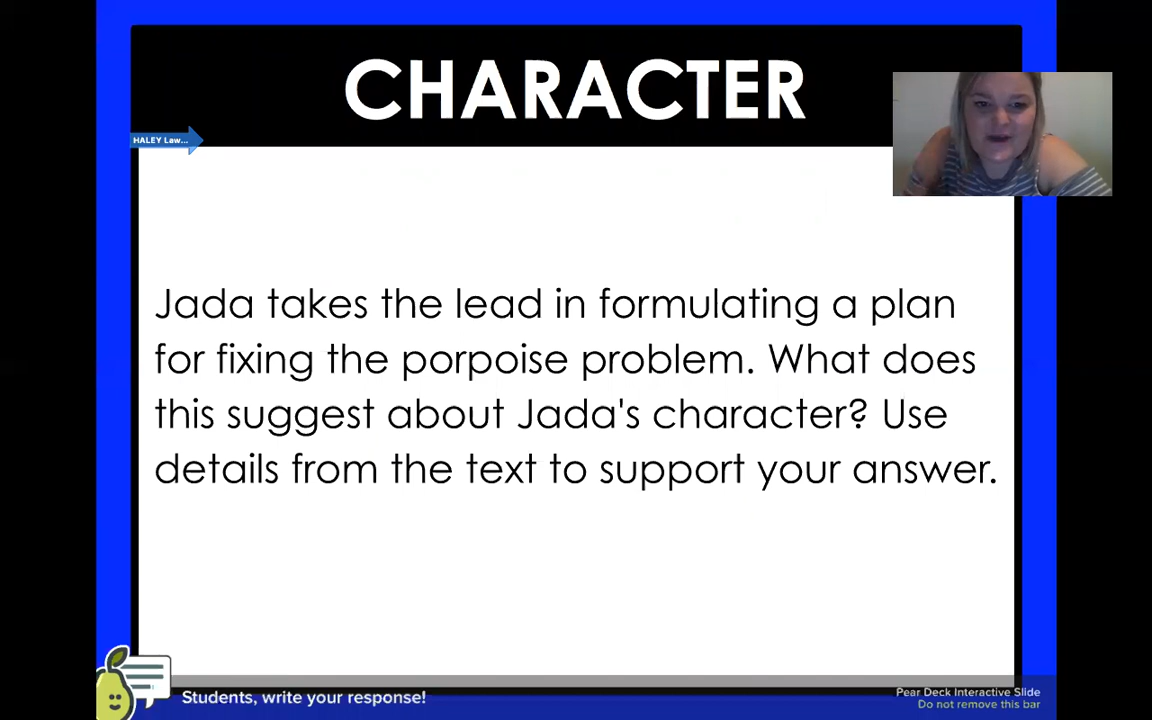 CHARACTER
HALEY Law...
Jada takes the lead in formulating a plan
for fixing the porpoise problem. What does
this suggest about Jada's character? Use
details from the text to support your answer.
Students, write your response!
Pear Deck Interactive Slide
Do not remove this bar